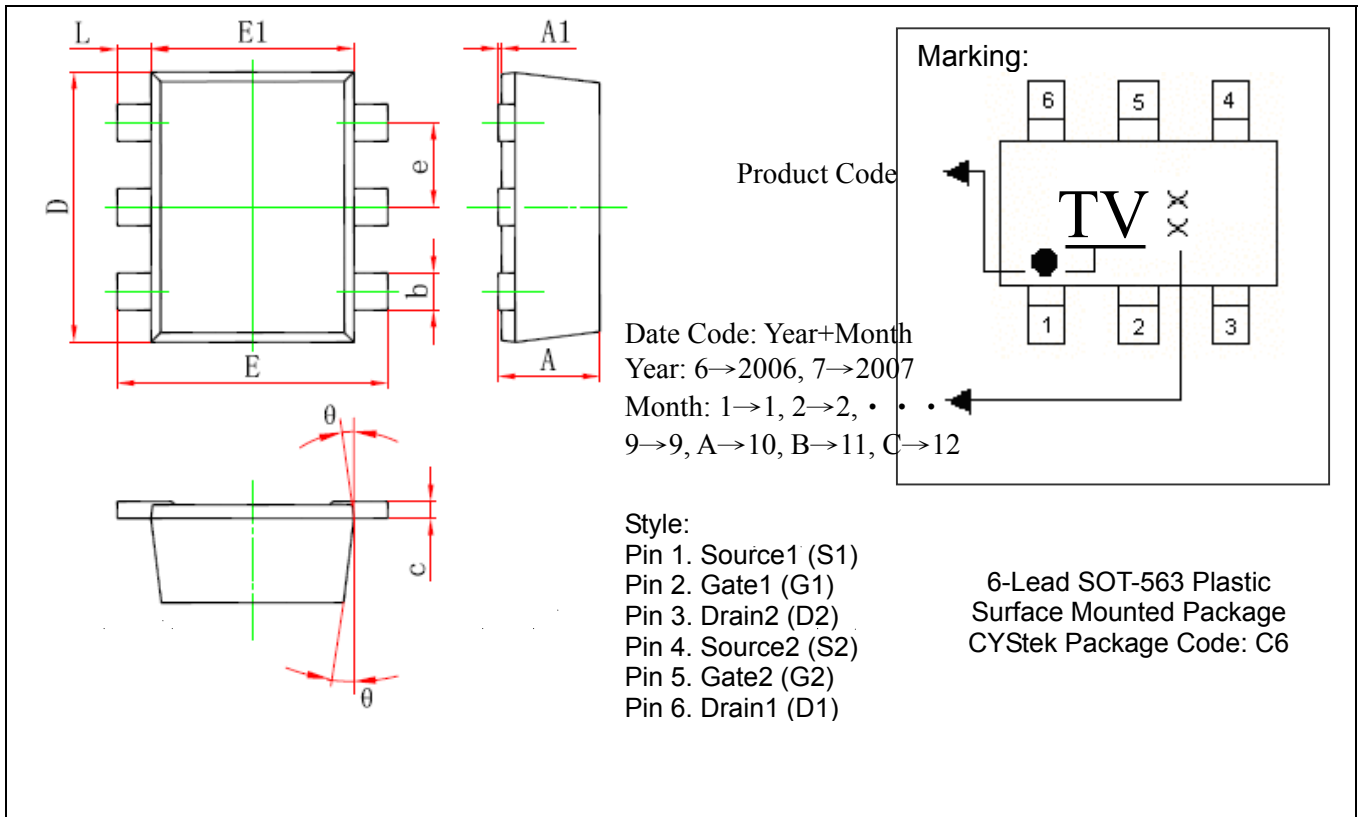 L
E1
A1
D
e
b
E
A
θ
c
θ
Marking:
6
5
4
Product Code
TV
XX
1
2
3
Date Code: Year+Month
Year: 6→2006, 7→2007
Month: 1→1, 2→2, · · ·
9→9, A→10, B→11, C→12
Style:
Pin 1. Source1 (S1)
Pin 2. Gate1 (G1)
Pin 3. Drain2 (D2)
Pin 4. Source2 (S2)
Pin 5. Gate2 (G2)
Pin 6. Drain1 (D1)
6-Lead SOT-563 Plastic
Surface Mounted Package
CYStek Package Code: C6